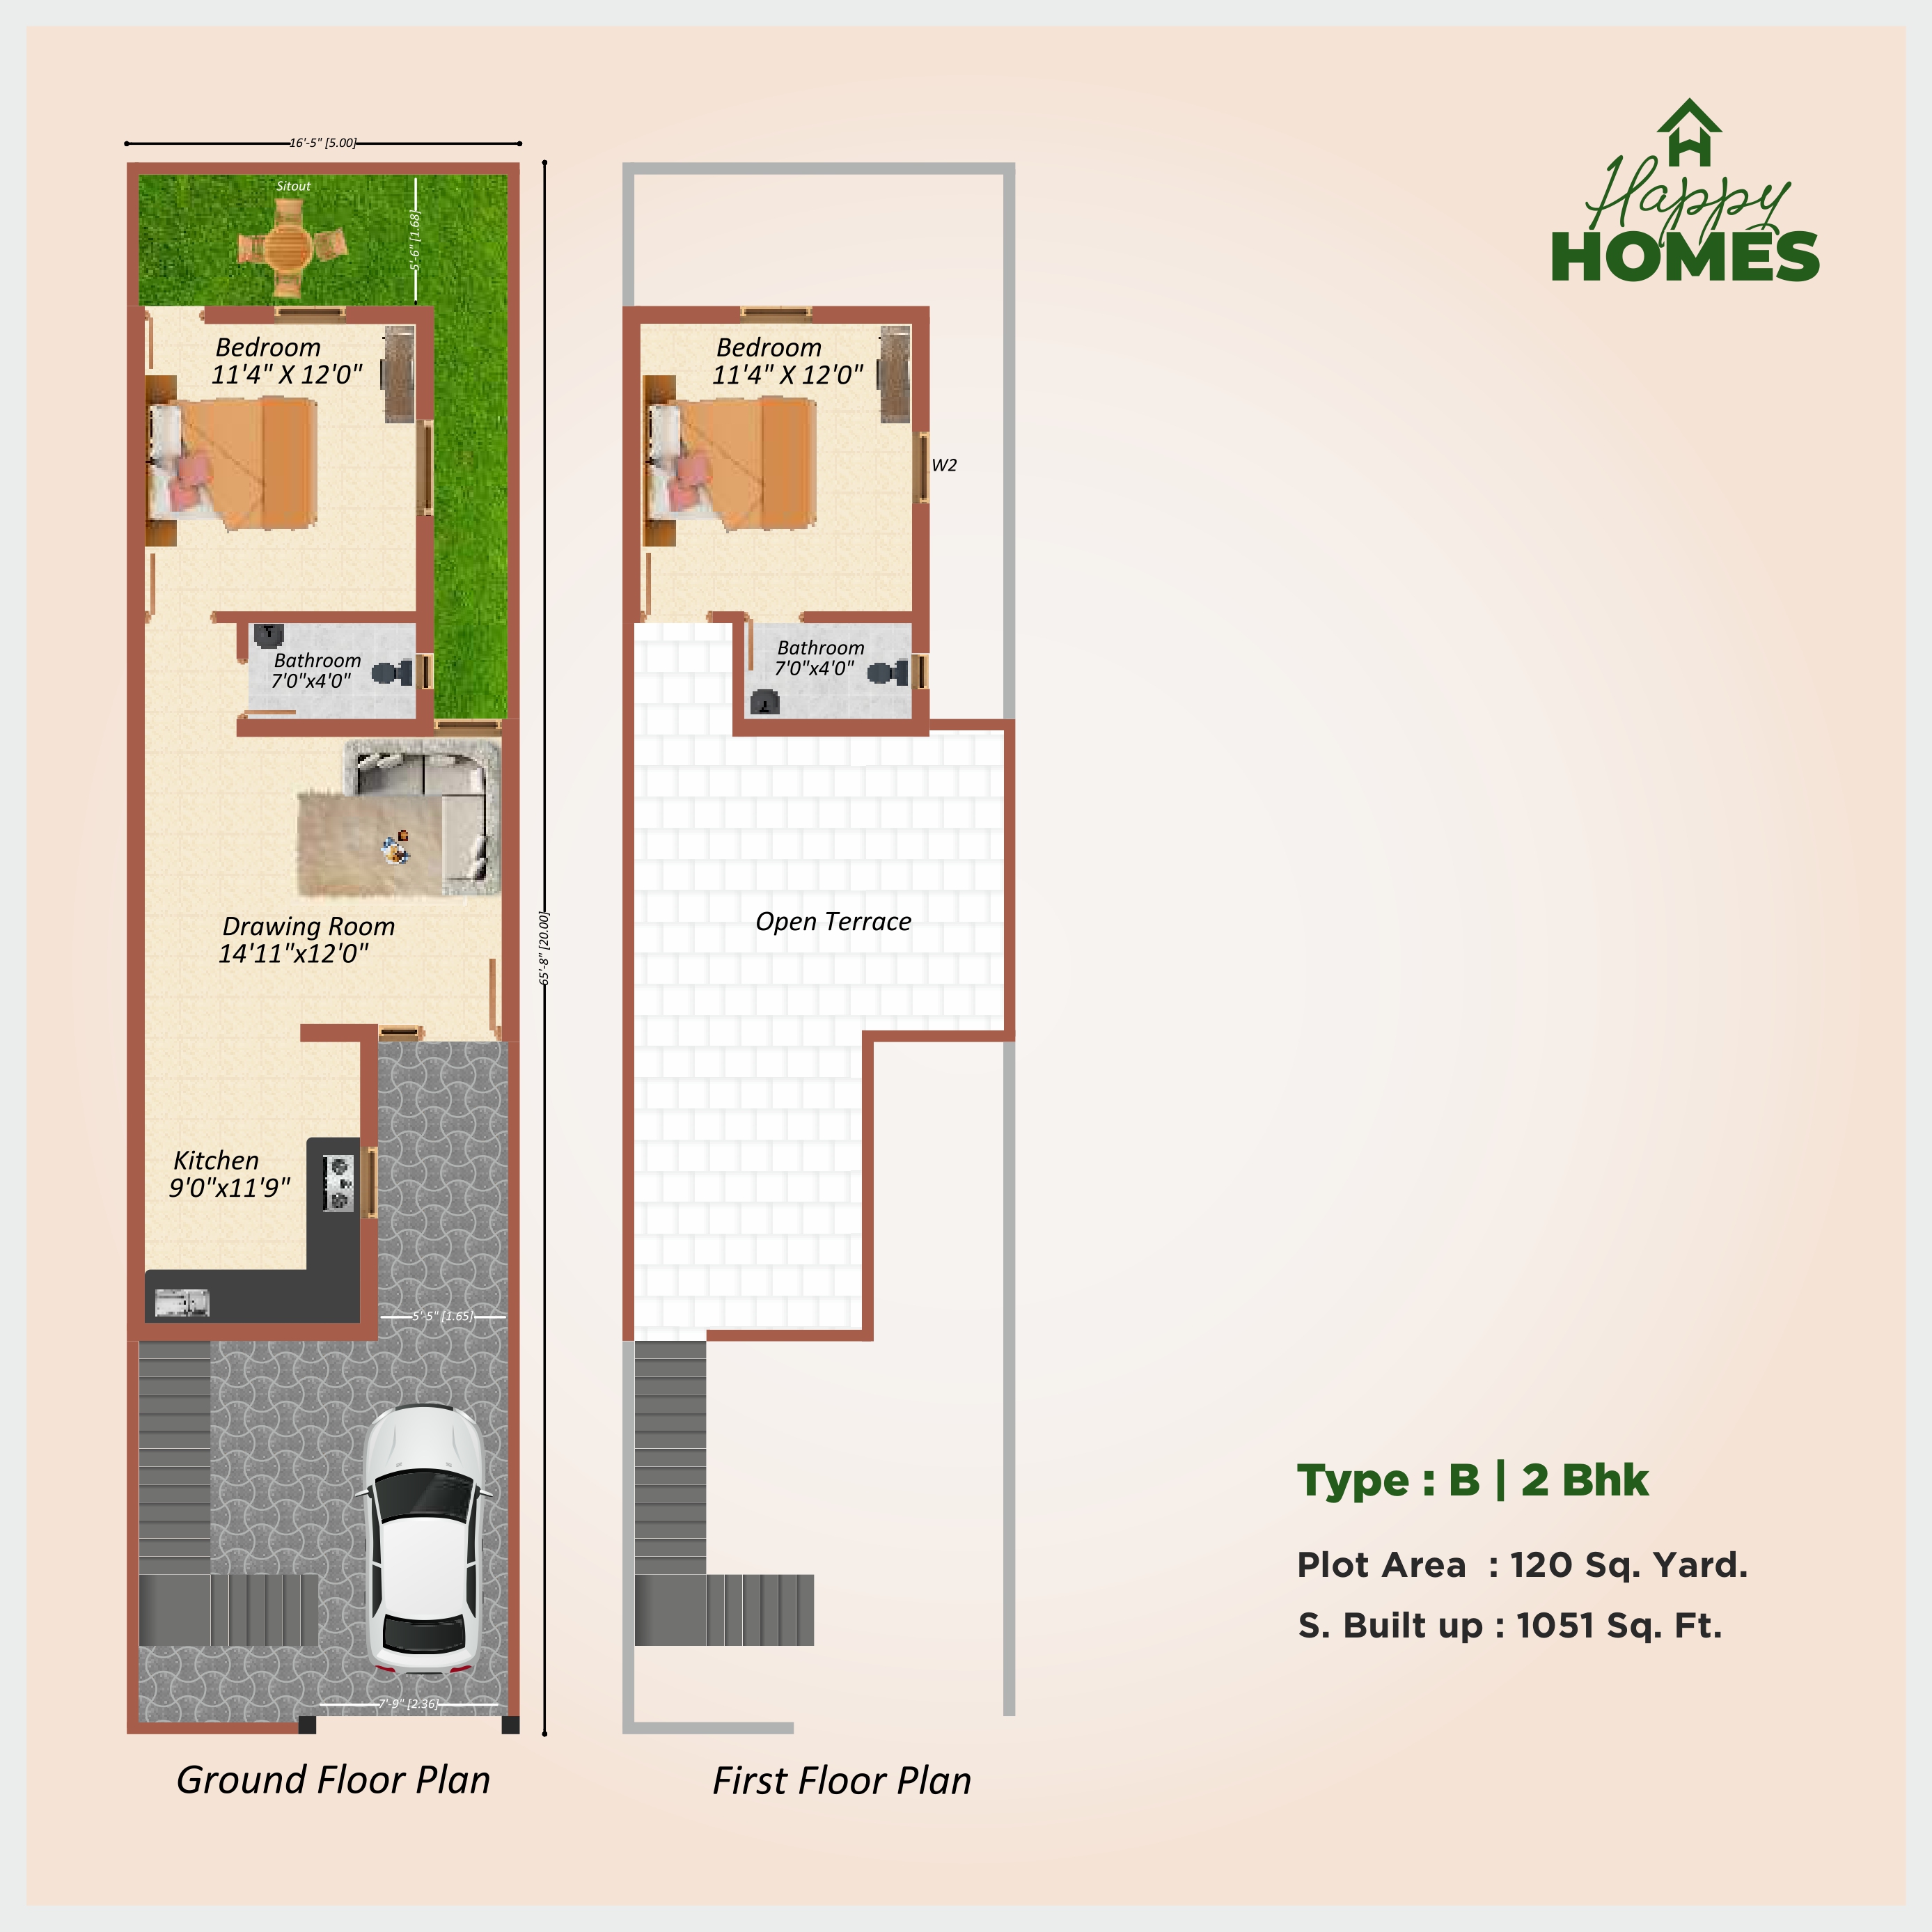 Happy
HOMES
16'-5" [5.00]
Sitout
5'-6" [1.68]
Bedroom
11'4" X 12'0"
Bathroom
7'0"x4'0"
Drawing Room
14'11"x12'0"
65'-8" [20.00]
Kitchen
9'0"x11'9"
5'-5" [1.65]
7'-9" [2.36]
Ground Floor Plan
Bedroom
11'4" X 12'0"
W2
Bathroom
7'0"x4'0"
Open Terrace
First Floor Plan
Type : B | 2 Bhk
Plot Area : 120 Sq. Yard.
S. Built up : 1051 Sq. Ft.